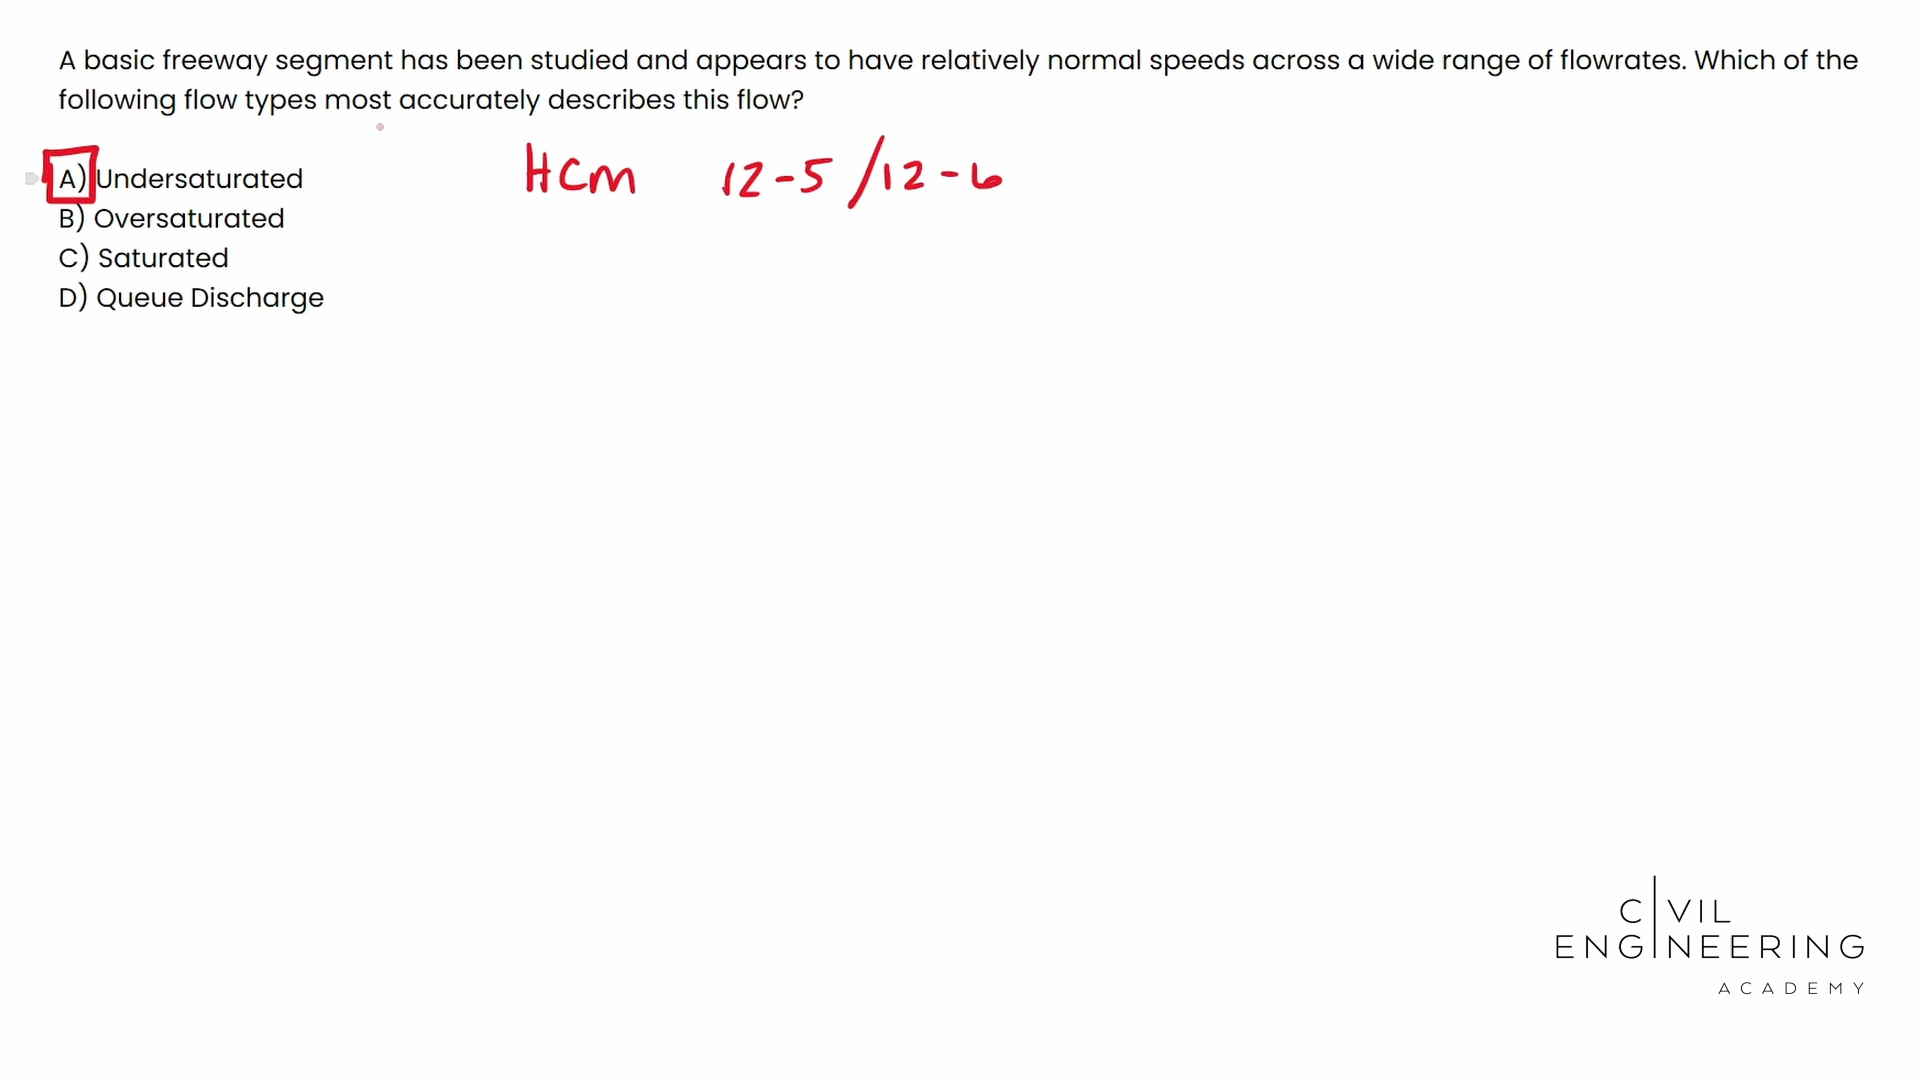 A basic freeway segment has been studied and appears to have relatively normal speeds across a wide range of flowrates. Which of the
following flow types most accurately describes this flow?
A) Undersaturated
HCM 12-5/12-6
B) Oversaturated
C) Saturated
D) Queue Discharge
CIVIL
ENGINEERING
ACADEMY